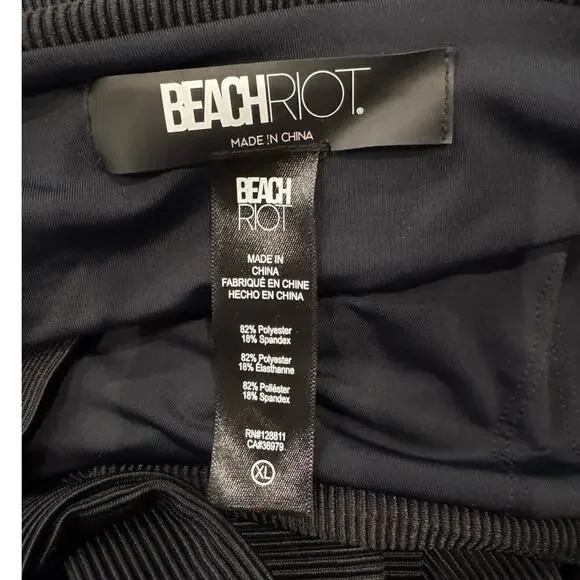 BEACHRIOT®
MADE IN CHINA
BEACH
RIOT
MADE IN
CHINA
FABRIQUÉ EN CHINE
HECHO EN CHINA
82% Polyester
18% Spandex
82% Polyester
18% Élasthanne
82% Poliéster
18% Spandex
RN#128811
CA#36979
XL